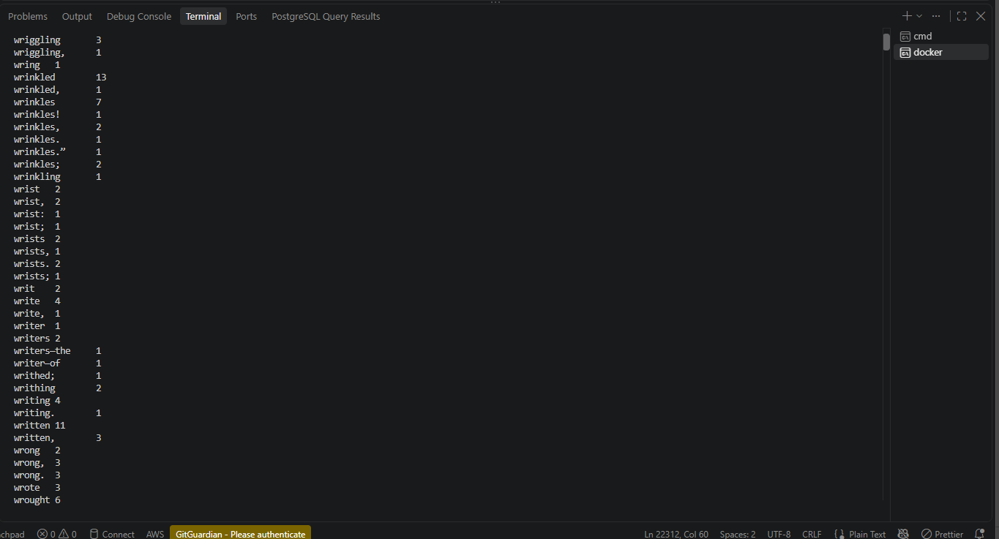 Problems Output Debug Console Terminal Ports PostgreSQL Query Results
cmd
docker
wriggling 3
wriggling, 1
wring 1
wrinkled 13
wrinkled, 1
wrinkles 7
wrinkles! 1
wrinkles, 2
wrinkles. 1
wrinkles.” 1
wrinkles; 2
wrinkling 1
wrist 2
wrist, 2
wrist: 1
wrist; 1
wrists 2
wrists, 1
wrists. 2
wrists; 1
writ 2
write 4
write, 1
writer 1
writers 2
writers—the 1
writer—of 1
writhed; 1
writhing 2
writing 4
writing. 1
written 11
written, 3
wrong 2
wrong, 3
wrong. 3
wrote 3
wrought 6
chpad 0 0 Connect AWS GitGuardian - Please authenticate Ln 22312, Col 60 Spaces: 2 UTF-8 CRLF { } Plain Text Prettier